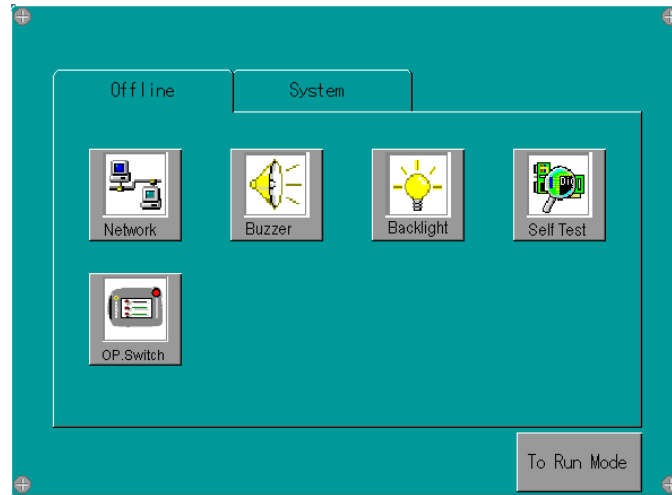 Offline
System
Network
Buzzer
Backlight
Self Test
OP.Switch
To Run Mode